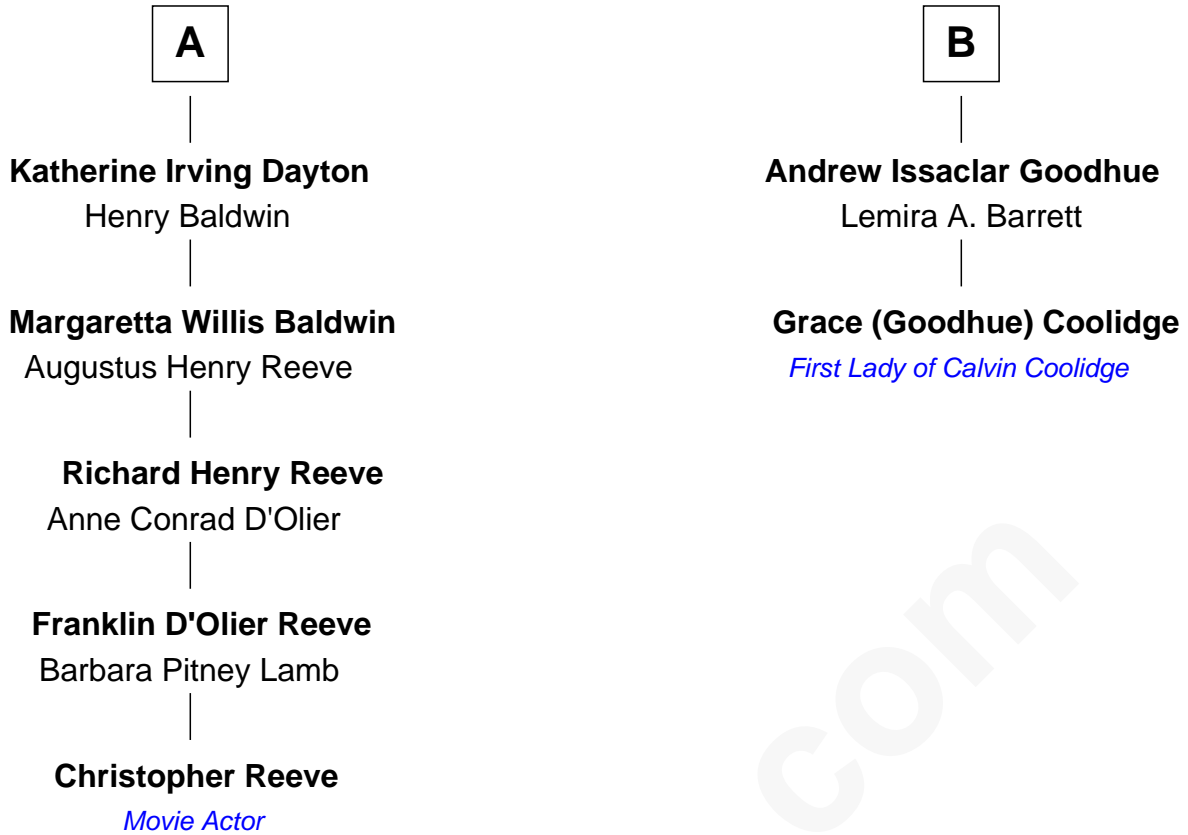 A
Katherine Irving Dayton
Henry Baldwin
Margaretta Willis Baldwin
Augustus Henry Reeve
Richard Henry Reeve
Anne Conrad D'Olier
Franklin D'Olier Reeve
Barbara Pitney Lamb
Christopher Reeve
Movie Actor
B
Andrew Issaclar Goodhue
Lemira A. Barrett
Grace (Goodhue) Coolidge
First Lady of Calvin Coolidge
com